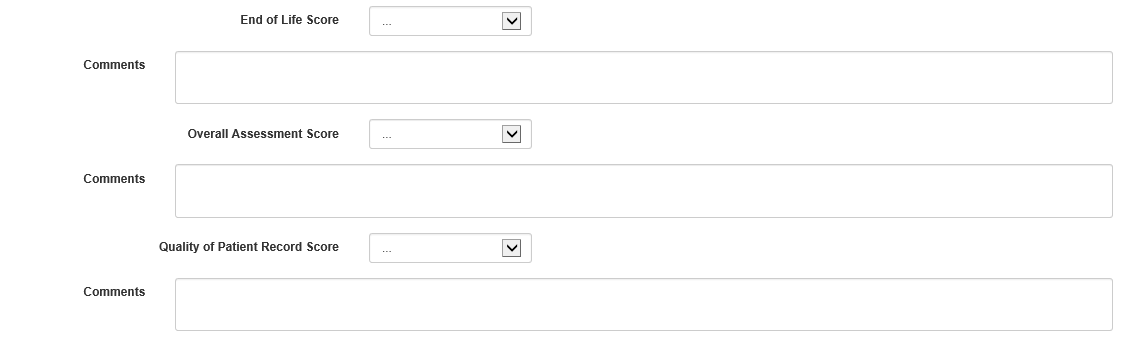 End of Life Score ...
Comments
Overall Assessment Score ...
Comments
Quality of Patient Record Score ...
Comments